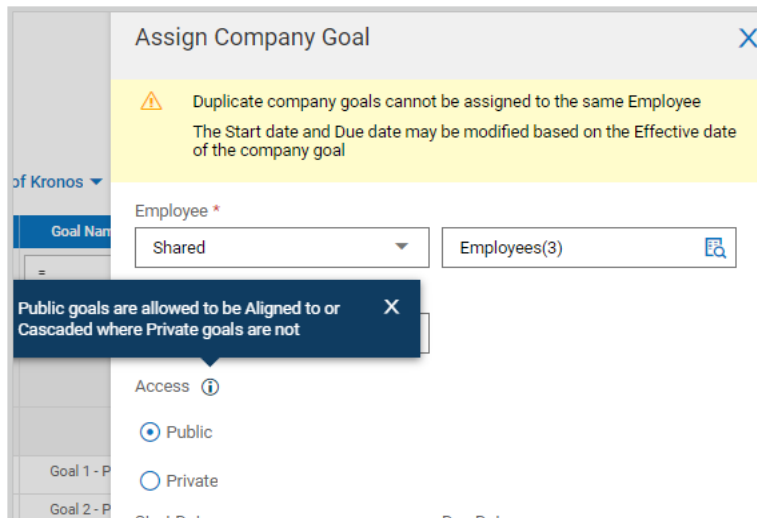 Assign Company Goal
X
Duplicate company goals cannot be assigned to the same Employee
The Start date and Due date may be modified based on the Effective date
of the company goal
of Kronos
Employee *
Goal Nam
Shared
Employees(3)
=
Public goals are allowed to be Aligned to or
X
Cascaded where Private goals are not
Access
Public
Goal 1 - P
Private
Goal 2 - P